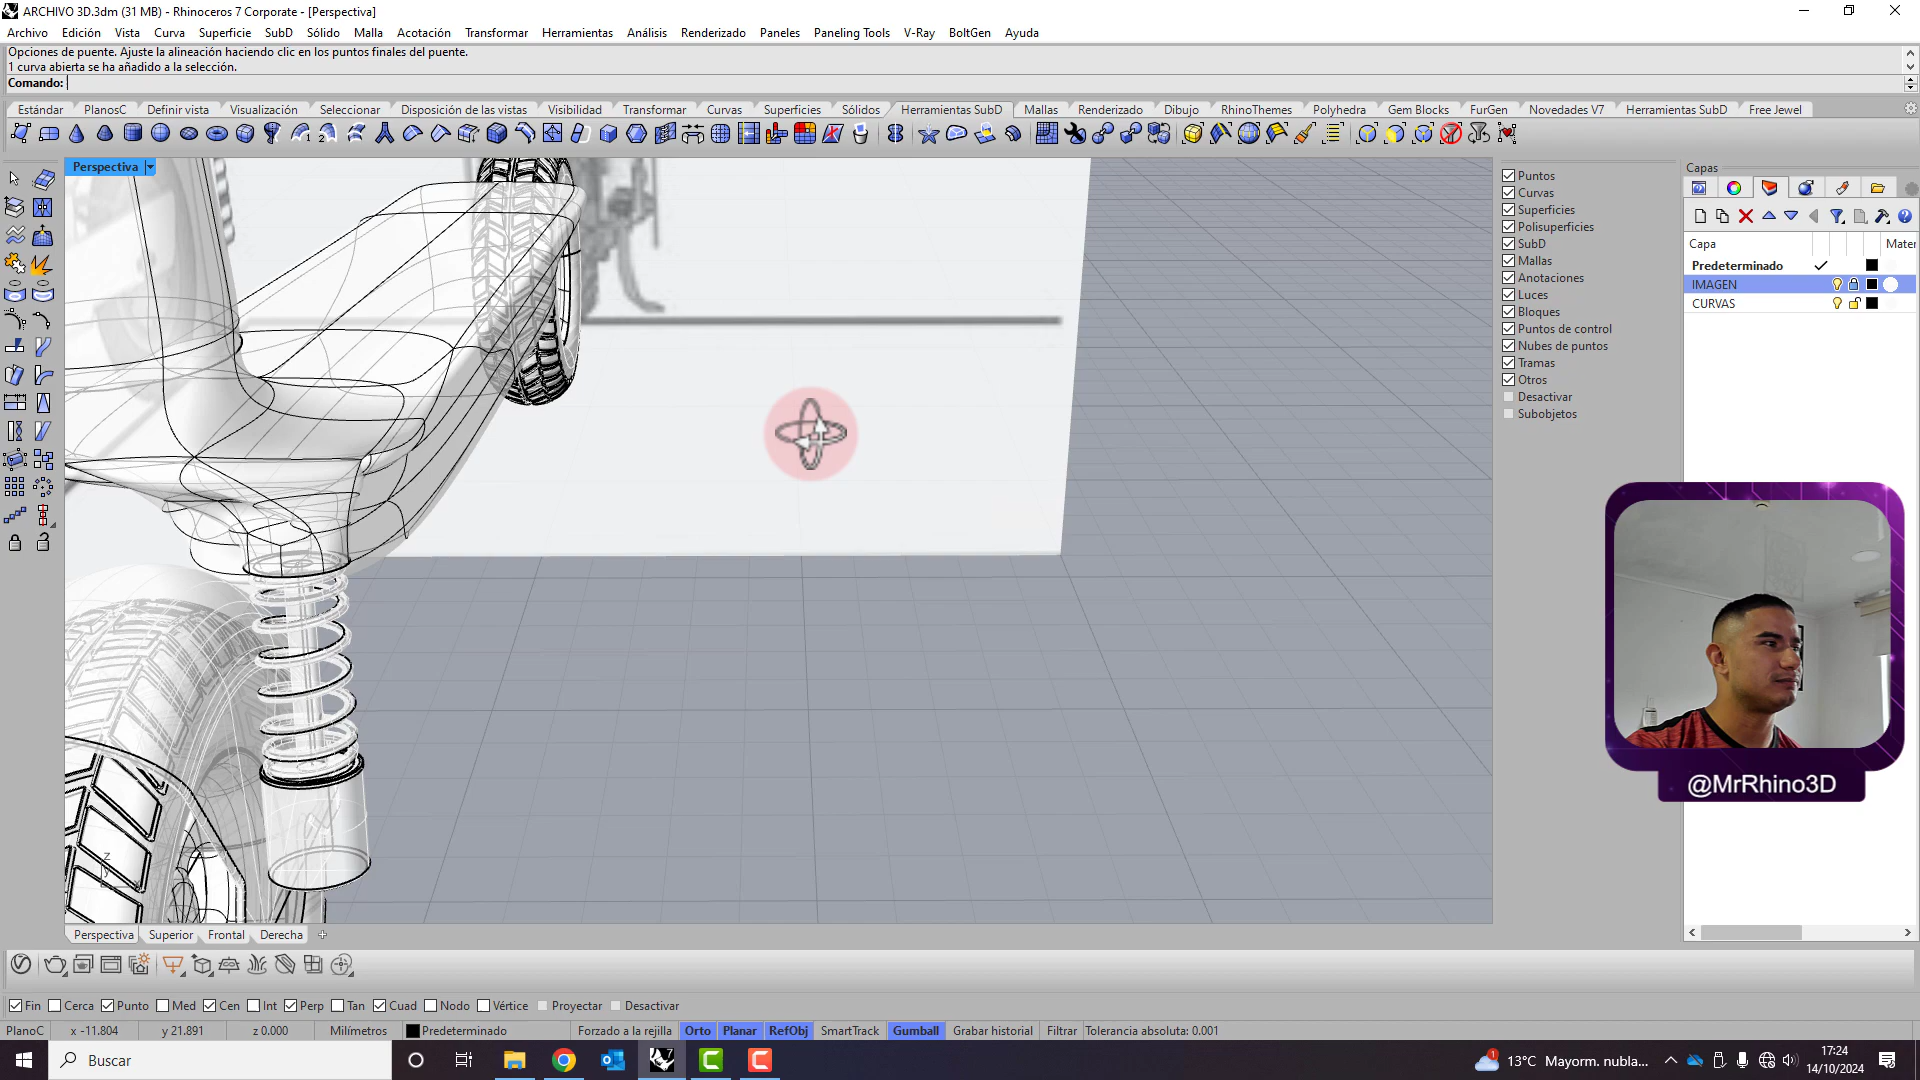 ARCHIVO 3D.3dm (31 MB) - Rhinoceros 7 Corporate - [Perspectiva]
Archivo Edición Vista Curva Superficie SubD Sólido Malla Acotación Transformar Herramientas Análisis Renderizado Paneles Paneling Tools V-Ray BoltGen Ayuda
Opciones de puente. Ajuste la alineación haciendo clic en los puntos finales del puente.
1 curva abierta se ha añadido a la selección.
Comando:
Estándar PlanosC Definir vista Visualización Seleccionar Disposición de las vistas Visibilidad Transformar Curvas Superficies Sólidos Herramientas SubD Mallas Renderizado Dibujo RhinoThemes Polyhedra Gem Blocks FurGen Novedades V7 Herramientas SubD Free Jewel
Perspectiva
Puntos
Curvas
Superficies
Polisuperficies
SubD
Mallas
Anotaciones
Luces
Bloques
Puntos de control
Nubes de puntos
Tramas
Otros
Desactivar
Subobjetos
Capas
Capa Mater
Predeterminado
IMAGEN
CURVAS
@MrRhino3D
z
y
Perspectiva Superior Frontal Derecha
Fin Cerca Punto Med Cen Int Perp Tan Cuad Nodo Vértice Proyectar Desactivar
PlanoC x -11.804 y 21.891 z 0.000 Milímetros Predeterminado Forzado a la rejilla Orto Planar RefObj SmartTrack Gumball Grabar historial Filtrar Tolerancia absoluta: 0.001
Buscar
1
13°C Mayorm. nubla...
17:24
14/10/2024